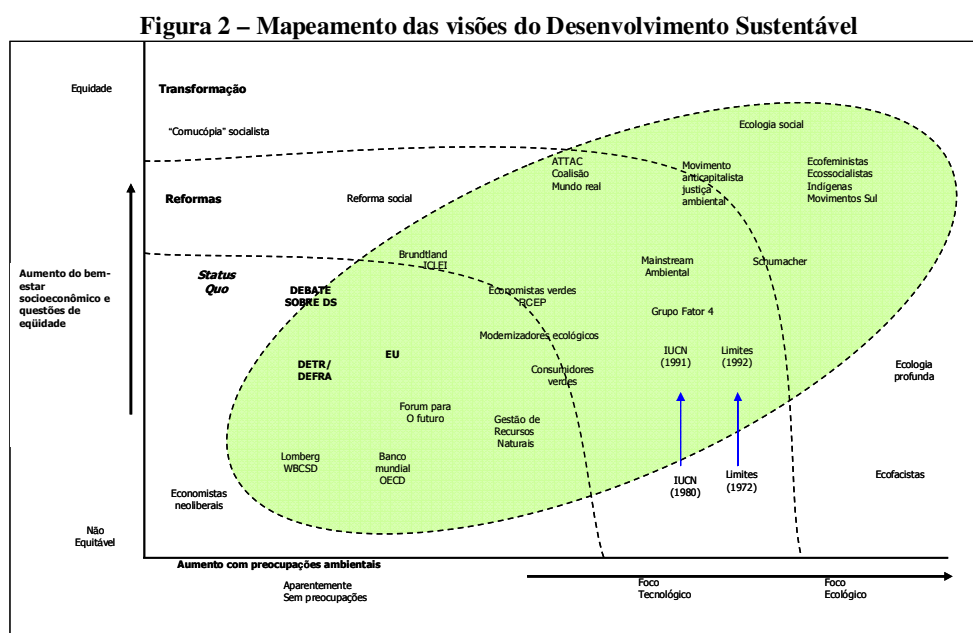 Figura 2 – Mapeamento das visões do Desenvolvimento Sustentável
Equidade
Transformação
"Cornucópia" socialista
Ecologia social
ATTAC
Coalisão
Mundo real
Movimento
anticapitalista
justiça
ambiental
Ecofeministas
Ecossocialistas
Indígenas
Movimentos Sul
Reformas
Reforma social
Brundtland
ICLEI
Mainstream
Ambiental
Schumacher
Aumento do bem-
estar
socioeconômico e
questões de
eqüidade
Status
Quo
DEBATE
SOBRE DS
Economistas verdes
RCEP
Grupo Fator 4
Modernizadores ecológicos
EU
DETR/
DEFRA
Consumidores
verdes
IUCN
(1991)
Limites
(1992)
Ecologia
profunda
Forum para
O futuro
Gestão de
Recursos
Naturais
Lomberg
WBCSD
Banco
mundial
OECD
IUCN
(1980)
Limites
(1972)
Ecofacistas
Economistas
neoliberais
Não
Equitável
Aumento com preocupações ambientais
Aparentemente
Sem preocupações
Foco
Tecnológico
Foco
Ecológico